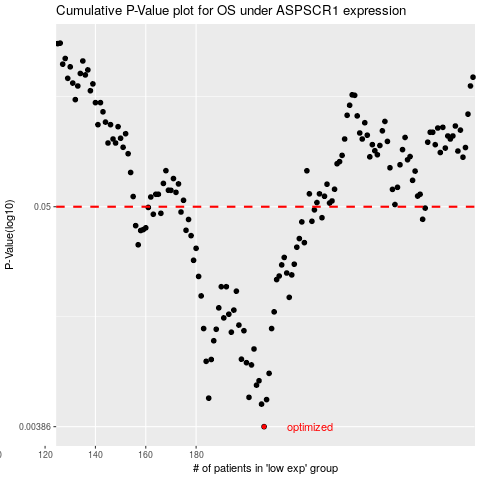 Cumulative P-Value plot for OS under ASPSCR1 expression
P-Value(log10)
0.05
0.00386
optimized
0 120 140 160 180
# of patients in 'low exp' group